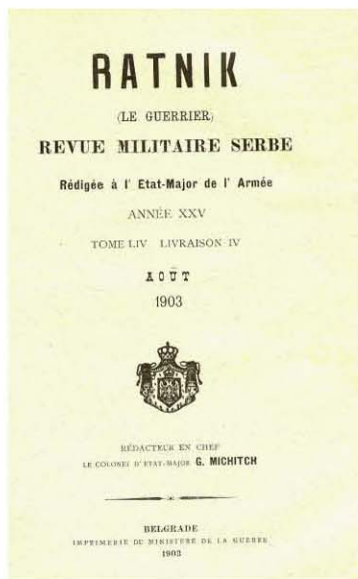 RATNIK
(LE GUERRIER)
REVUE MILITAIRE SERBE
Rédigée à l' Etat-Major de l' Armée
ANNÉE XXV
TOME LIV LIVRAISON IV
AOÛT
1903
RÉDACTEUR EN CHEF
LE COLONEL D'ETAT-MAJOR G. MICHITCH
BELGRADE
IMPRIMERIE DU MINISTERE DE LA GUERRE
1903